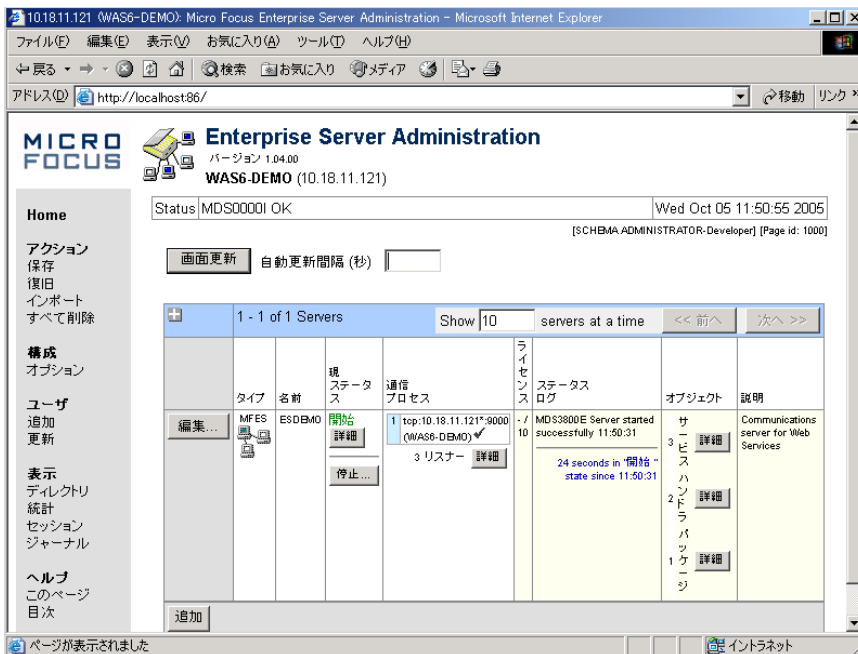 10.18.11.121 (WAS6-DEMO): Micro Focus Enterprise Server Administration - Microsoft Internet Explorer
ファイル(F) 編集(E) 表示(V) お気に入り(A) ツール(T) ヘルプ(H)
戻る 検索 お気に入り メディア
アドレス(D) http://localhost:86/ 移動 リンク »
MICRO FOCUS
Enterprise Server Administration
バージョン 1.04.00
WAS6-DEMO (10.18.11.121)
Status MDS0000I OK Wed Oct 05 11:50:55 2005
[SCHEMA ADMINISTRATOR-Developer] [Page id: 1000]
Home
アクション
保存
復旧
インポート
すべて削除
構成
オプション
ユーザ
追加
更新
表示
ディレクトリ
統計
セッション
ジャーナル
ヘルプ
このページ
目次
画面更新 自動更新間隔 (秒)
1 - 1 of 1 Servers Show 10 servers at a time << 前へ 次へ >>
タイプ 名前 現ステータス 通信プロセス ライセンス ステータスログ オブジェクト 説明
編集...
MFES
ESDEMO
開始
詳細
停止...
1 tcp:10.18.11.121*:9000
(WAS6-DEMO)✔
3 リスナー 詳細
- / 10
MDS3800E Server started successfully 11:50:31
24 seconds in "開始 " state since 11:50:31
3 サービス 詳細
2 ハンドラ 詳細
1 パッケージ 詳細
Communications server for Web Services
追加
ページが表示されました イントラネット